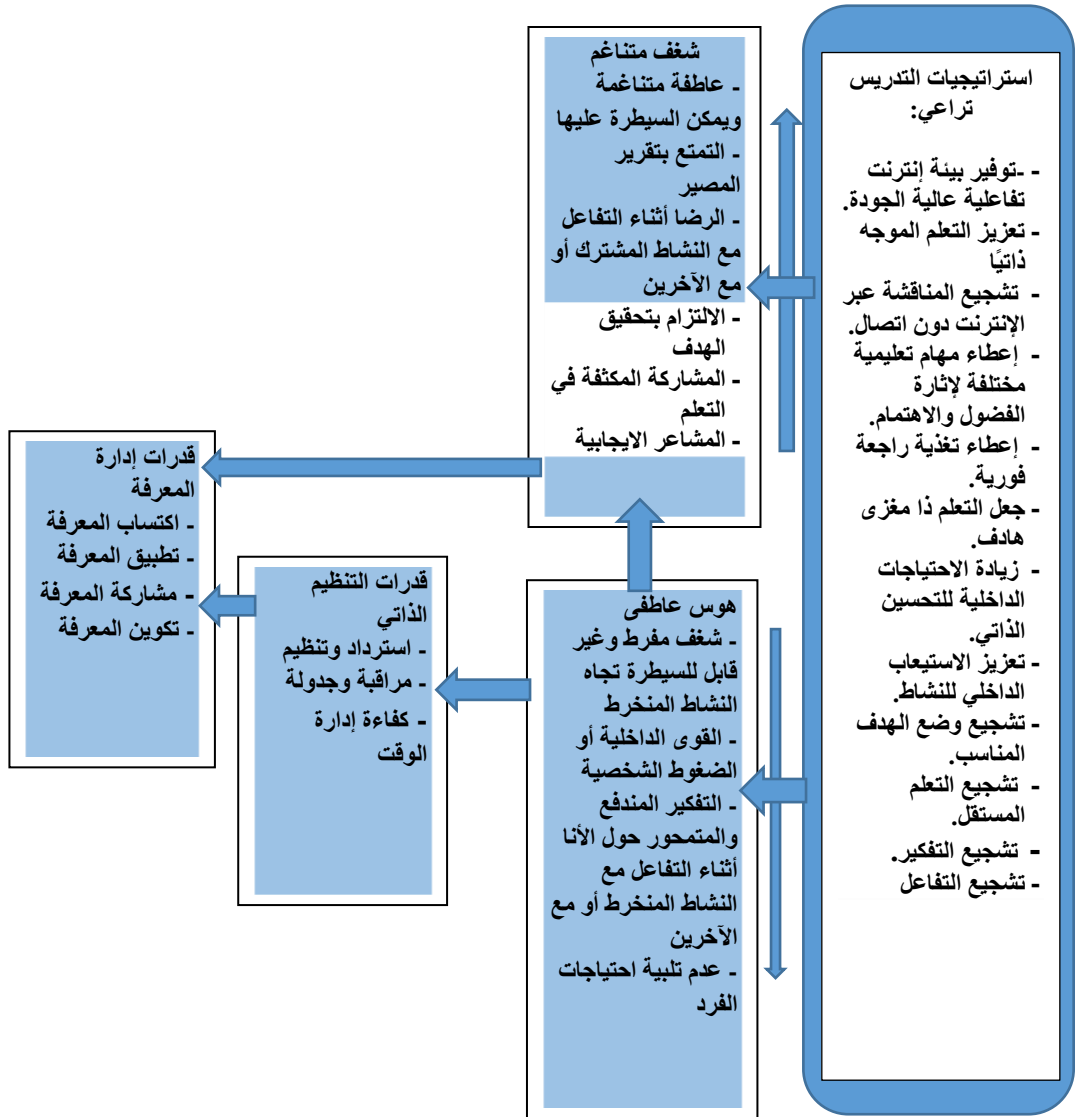 استراتيجيات التدريس
تراعي:
- -توفير بيئة إنترنت
تفاعلية عالية الجودة.
- تعزيز التعلم الموجه
ذاتيًا
- تشجيع المناقشة عبر
الإنترنت دون اتصال.
- إعطاء مهام تعليمية
مختلفة لإثارة
الفضول والاهتمام.
- إعطاء تغذية راجعة
فورية.
- جعل التعلم ذا مغزى
هادف.
- زيادة الاحتياجات
الداخلية للتحسين
الذاتي.
- تعزيز الاستيعاب
الداخلي للنشاط.
- تشجيع وضع الهدف
المناسب.
- تشجيع التعلم
المستقل.
- تشجيع التفكير.
- تشجيع التفاعل
شغف متناغم
- عاطفة متناغمة
ويمكن السيطرة عليها
- التمتع بتقرير
المصير
- الرضا أثناء التفاعل
مع النشاط المشترك أو
مع الآخرين
- الالتزام بتحقيق
الهدف
- المشاركة المكثفة في
التعلم
- المشاعر الايجابية
هوس عاطفى
- شغف مفرط وغير
قابل للسيطرة تجاه
النشاط المنخرط
- القوى الداخلية أو
الضغوط الشخصية
- التفكير المندفع
والمتمحور حول الأنا
أثناء التفاعل مع
النشاط المنخرط أو مع
الآخرين
- عدم تلبية احتياجات
الفرد
قدرات التنظيم
الذاتي
- استرداد وتنظيم
- مراقبة وجدولة
- كفاءة إدارة
الوقت
قدرات إدارة
المعرفة
- اكتساب المعرفة
- تطبيق المعرفة
- مشاركة المعرفة
- تكوين المعرفة